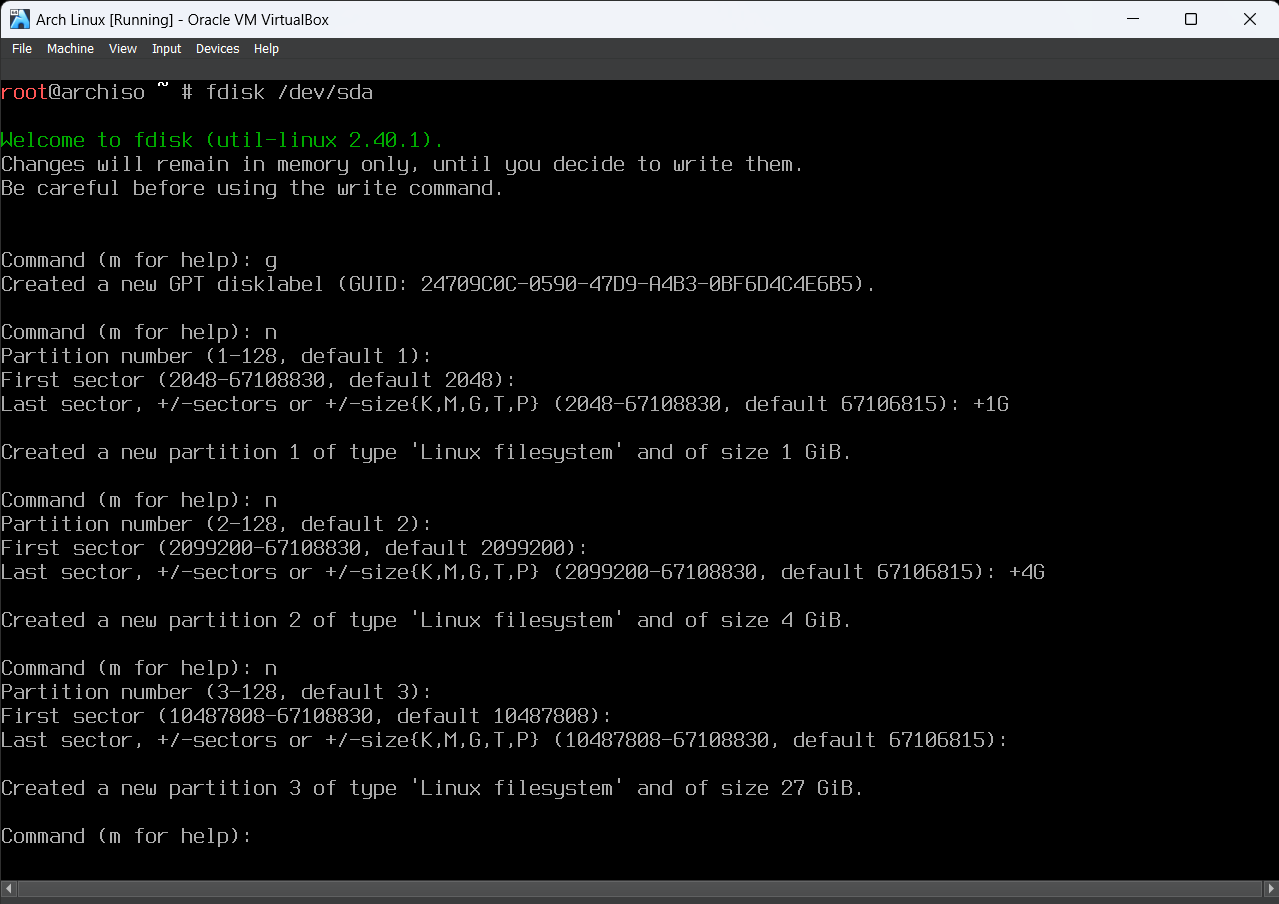 Arch Linux [Running] - Oracle VM VirtualBox
File Machine View Input Devices Help
root@archiso ~ # fdisk /dev/sda
Welcome to fdisk (util-linux 2.40.1).
Changes will remain in memory only, until you decide to write them.
Be careful before using the write command.
Command (m for help): g
Created a new GPT disklabel (GUID: 24709C0C-0590-47D9-A4B3-0BF6D4C4E6B5).
Command (m for help): n
Partition number (1-128, default 1):
First sector (2048-67108830, default 2048):
Last sector, +/-sectors or +/-size{K,M,G,T,P} (2048-67108830, default 67106815): +1G
Created a new partition 1 of type 'Linux filesystem' and of size 1 GiB.
Command (m for help): n
Partition number (2-128, default 2):
First sector (2099200-67108830, default 2099200):
Last sector, +/-sectors or +/-size{K,M,G,T,P} (2099200-67108830, default 67106815): +4G
Created a new partition 2 of type 'Linux filesystem' and of size 4 GiB.
Command (m for help): n
Partition number (3-128, default 3):
First sector (10487808-67108830, default 10487808):
Last sector, +/-sectors or +/-size{K,M,G,T,P} (10487808-67108830, default 67106815):
Created a new partition 3 of type 'Linux filesystem' and of size 27 GiB.
Command (m for help):